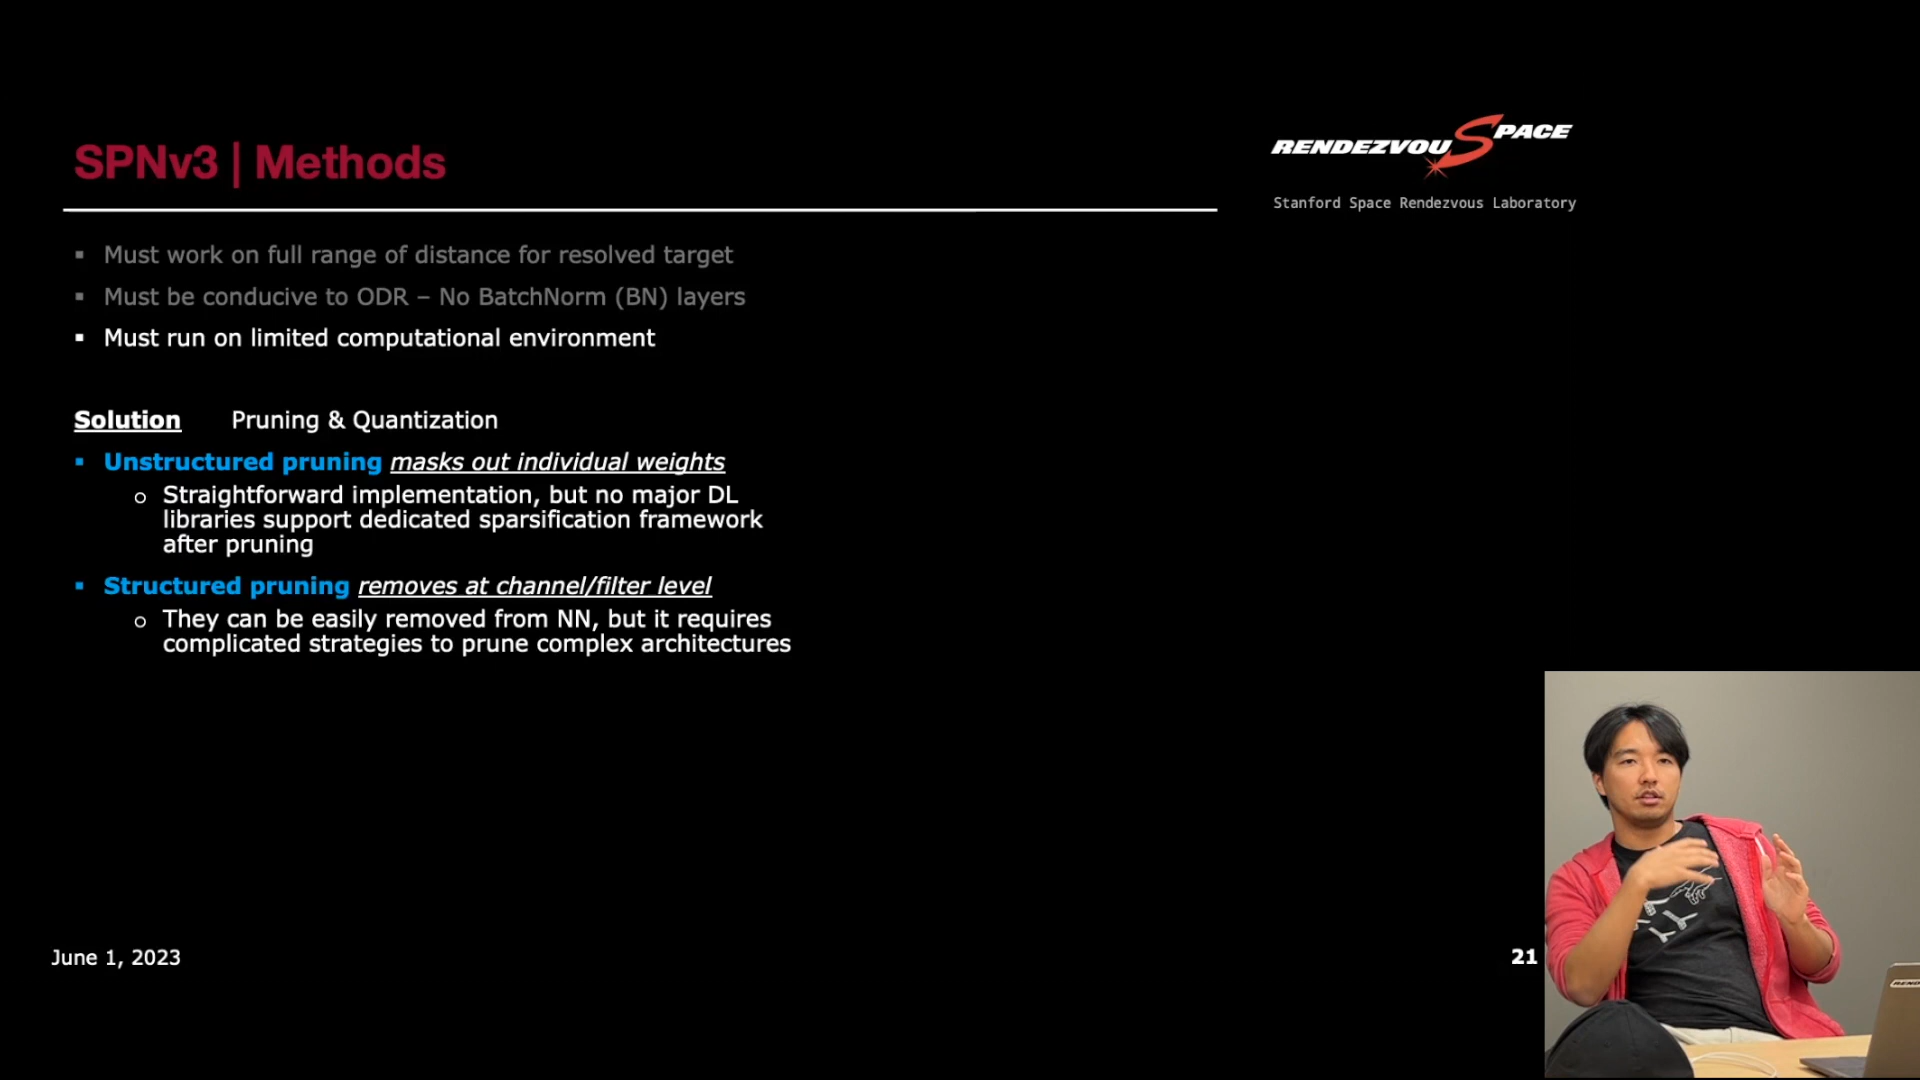 SPNv3 | Methods
RENDEZVOUSPACE
Stanford Space Rendezvous Laboratory
▪ Must work on full range of distance for resolved target
▪ Must be conducive to ODR – No BatchNorm (BN) layers
▪ Must run on limited computational environment
Solution Pruning & Quantization
▪ Unstructured pruning masks out individual weights
o Straightforward implementation, but no major DL
libraries support dedicated sparsification framework
after pruning
▪ Structured pruning removes at channel/filter level
o They can be easily removed from NN, but it requires
complicated strategies to prune complex architectures
June 1, 2023
21